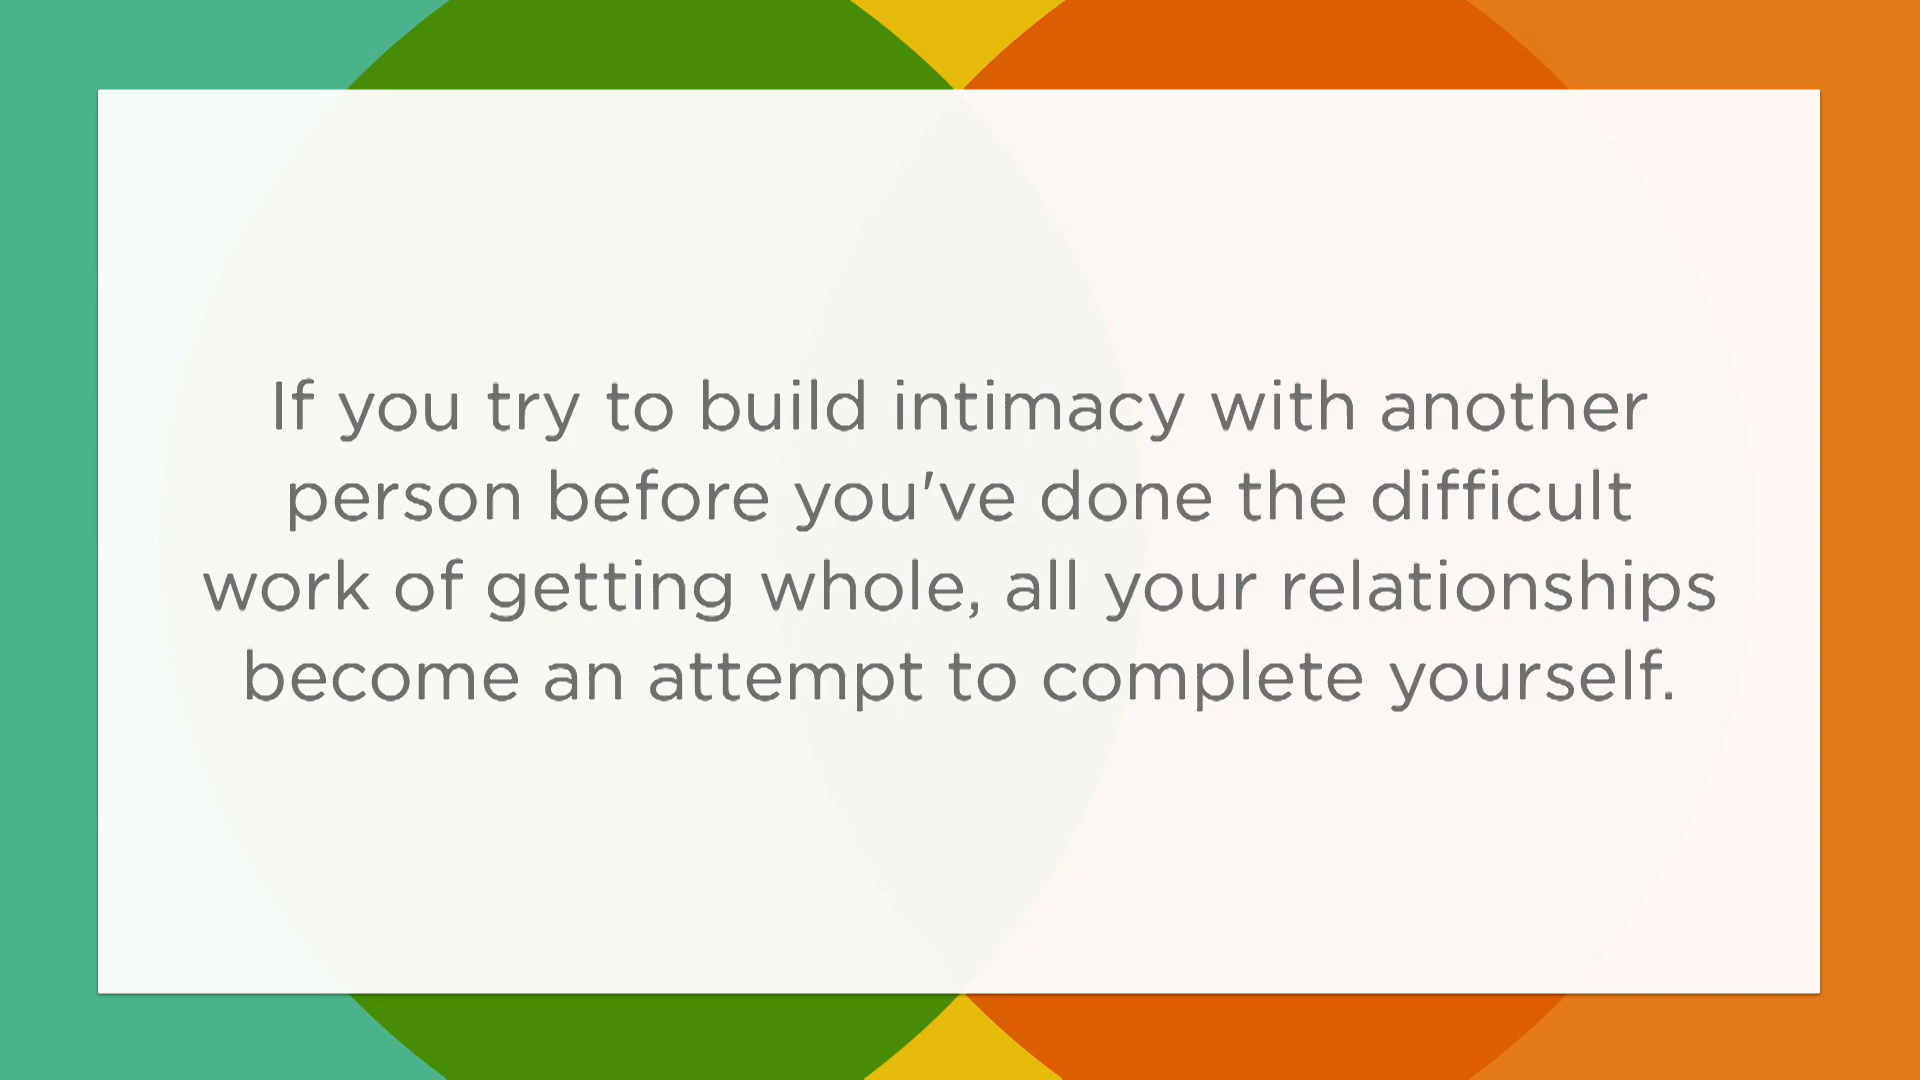 If you try to build intimacy with another
person before you've done the difficult
work of getting whole, all your relationships
become an attempt to complete yourself.